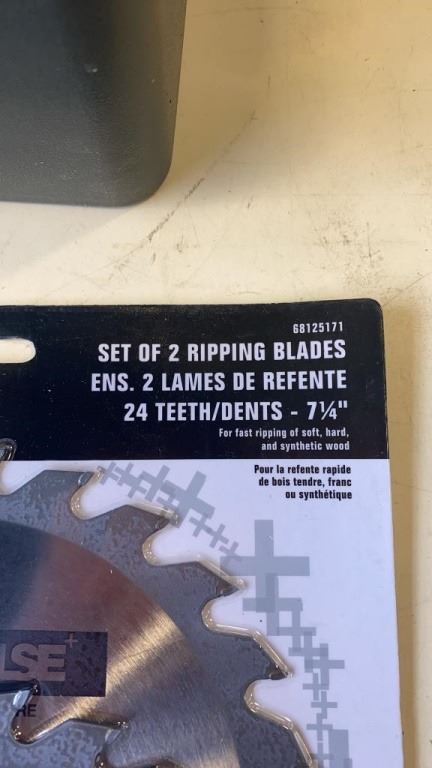 68125171
SET OF 2 RIPPING BLADES
ENS. 2 LAMES DE REFENTE
24 TEETH/DENTS - 7¼"
For fast ripping of soft, hard,
and synthetic wood
Pour la refente rapide
de bois tendre, franc
ou synthétique
LSE+